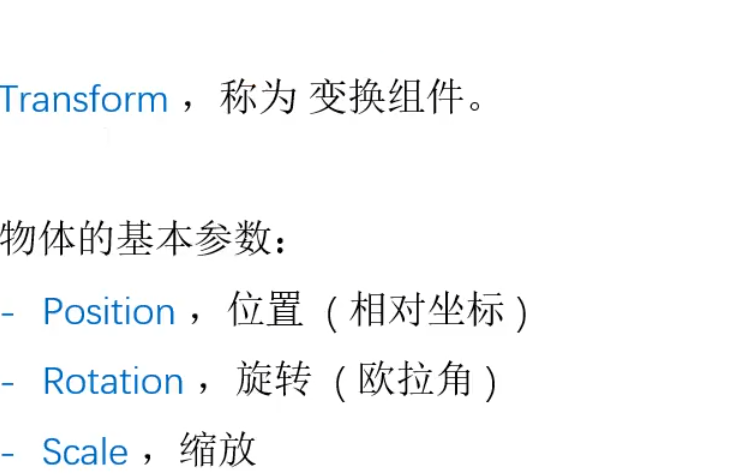 Transform ，称为 变换组件。
物体的基本参数：
- Position ，位置 ( 相对坐标 )
- Rotation ，旋转 ( 欧拉角 )
- Scale ，缩放